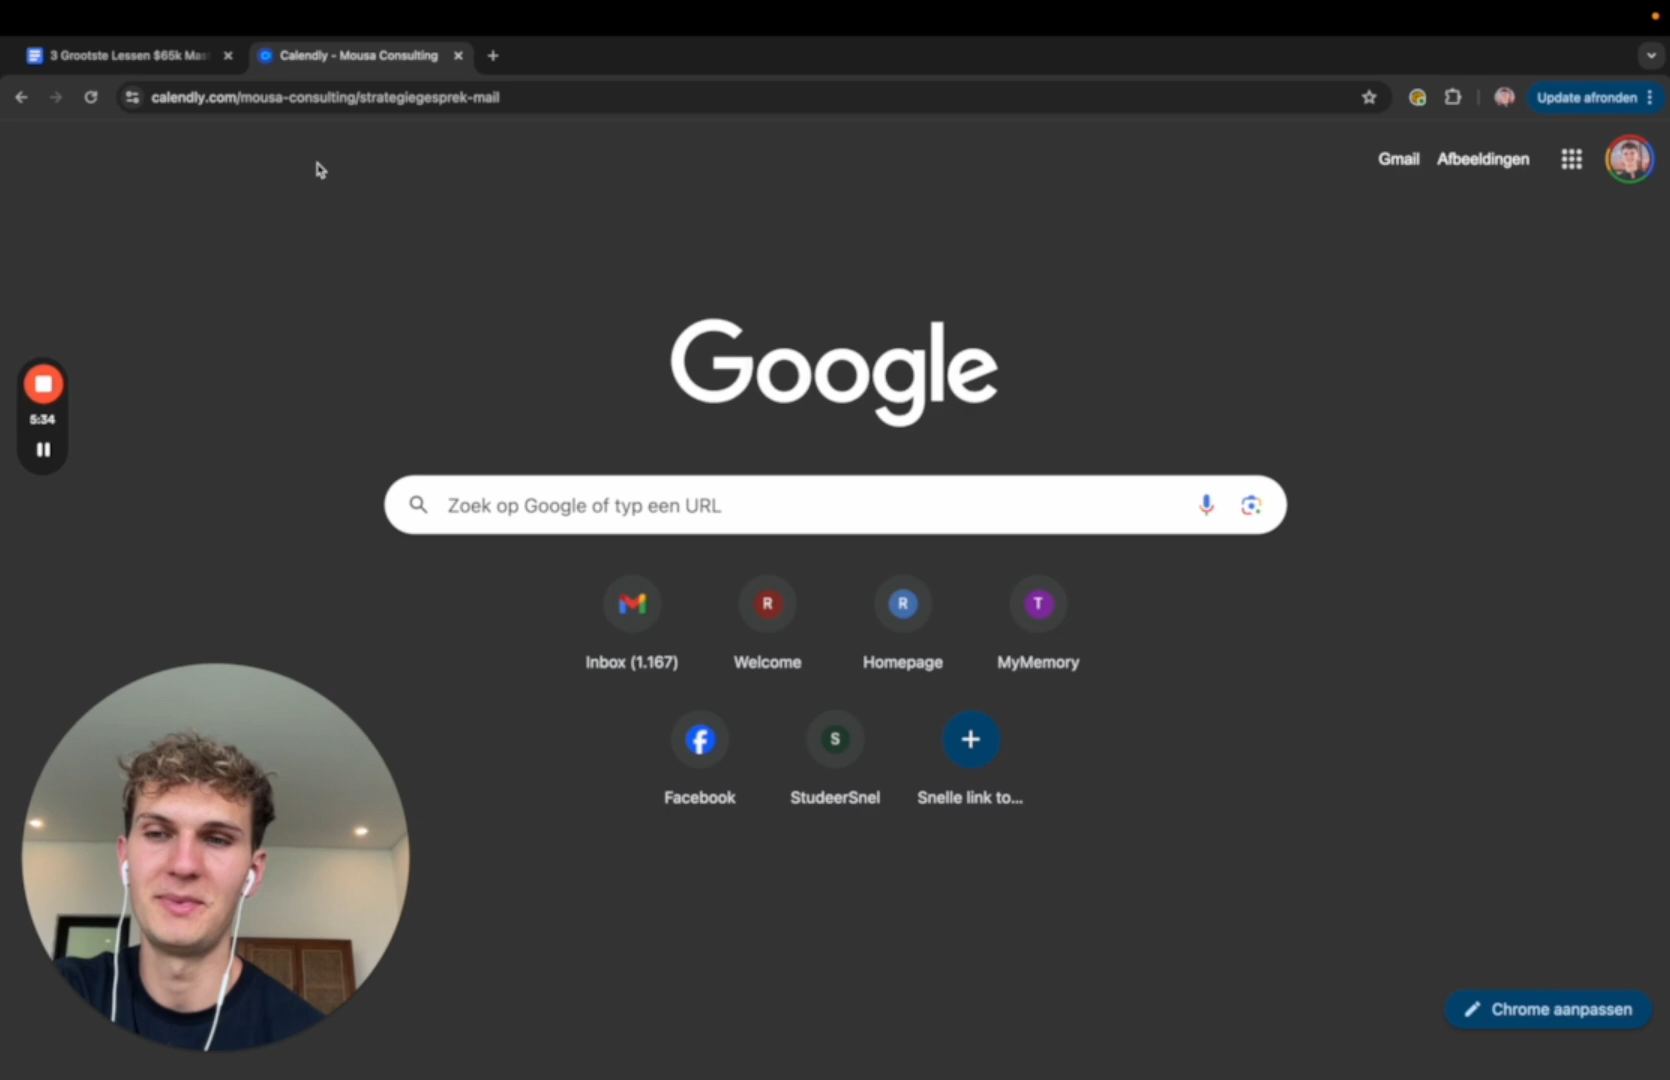 3 Grootste Lessen $65k Mas
Calendly - Mousa Consulting
calendly.com/mousa-consulting/strategiegesprek-mail
Update afronden
Gmail
Afbeeldingen
Google
5:34
Zoek op Google of typ een URL
R
R
T
Inbox (1.167)
Welcome
Homepage
MyMemory
S
Facebook
StudeerSnel
Snelle link to...
Chrome aanpassen